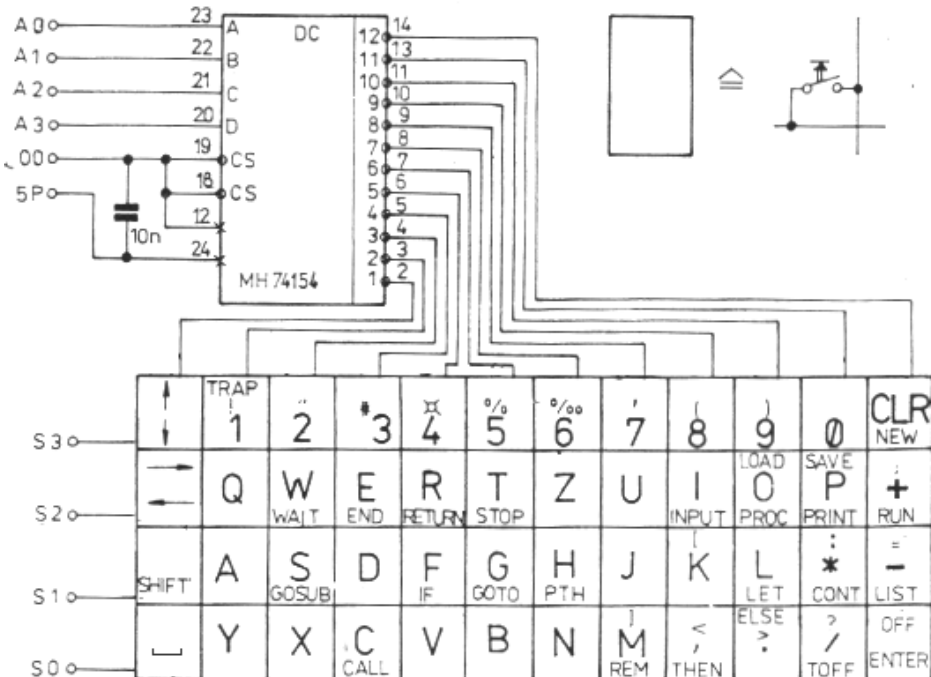 A0 23 A DC 12 14
A1 22 B 11 13
A2 21 C 10 11
A3 20 D 9 10
8 9
00 19 CS 7 8
6 7
5P 18 CS 5 6
4 5
12 3 4
10n 24 2 3
MH 74154 1 2
TRAP
! 1 " 2 # 3 ¤ 4 % 5 ‰ 6 ' 7 ( 8 ) 9 0 CLR
S3 NEW
LOAD SAVE ;
Q W E R T Z U I O P +
S2 WAIT END RETURN STOP INPUT PROC PRINT RUN
[ : =
A S D F G H J K L * -
SHIFT GOSUB IF GOTO PTH LET CONT LIST
S1
] < ELSE ? OFF
Y X C V B N M , > . / ENTER
S0 CALL REM THEN TOFF